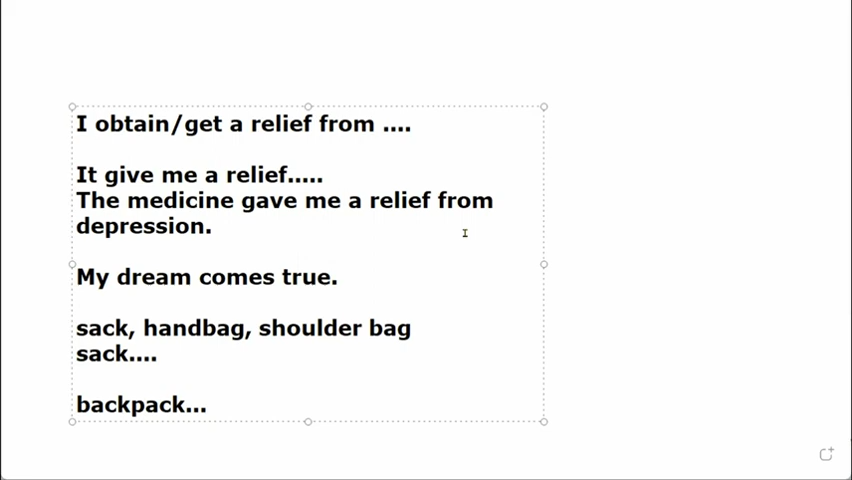 I obtain/get a relief from ....
It give me a relief.....
The medicine gave me a relief from
depression.
My dream comes true.
sack, handbag, shoulder bag
sack....
backpack...